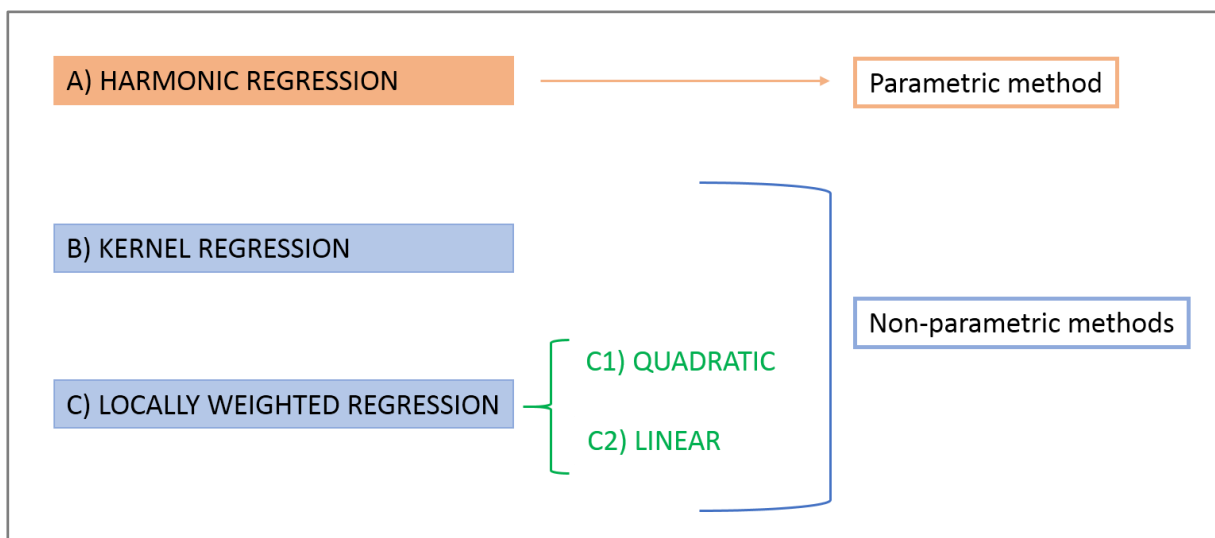 A) HARMONIC REGRESSION
Parametric method
B) KERNEL REGRESSION
Non-parametric methods
C1) QUADRATIC
C) LOCALLY WEIGHTED REGRESSION
C2) LINEAR